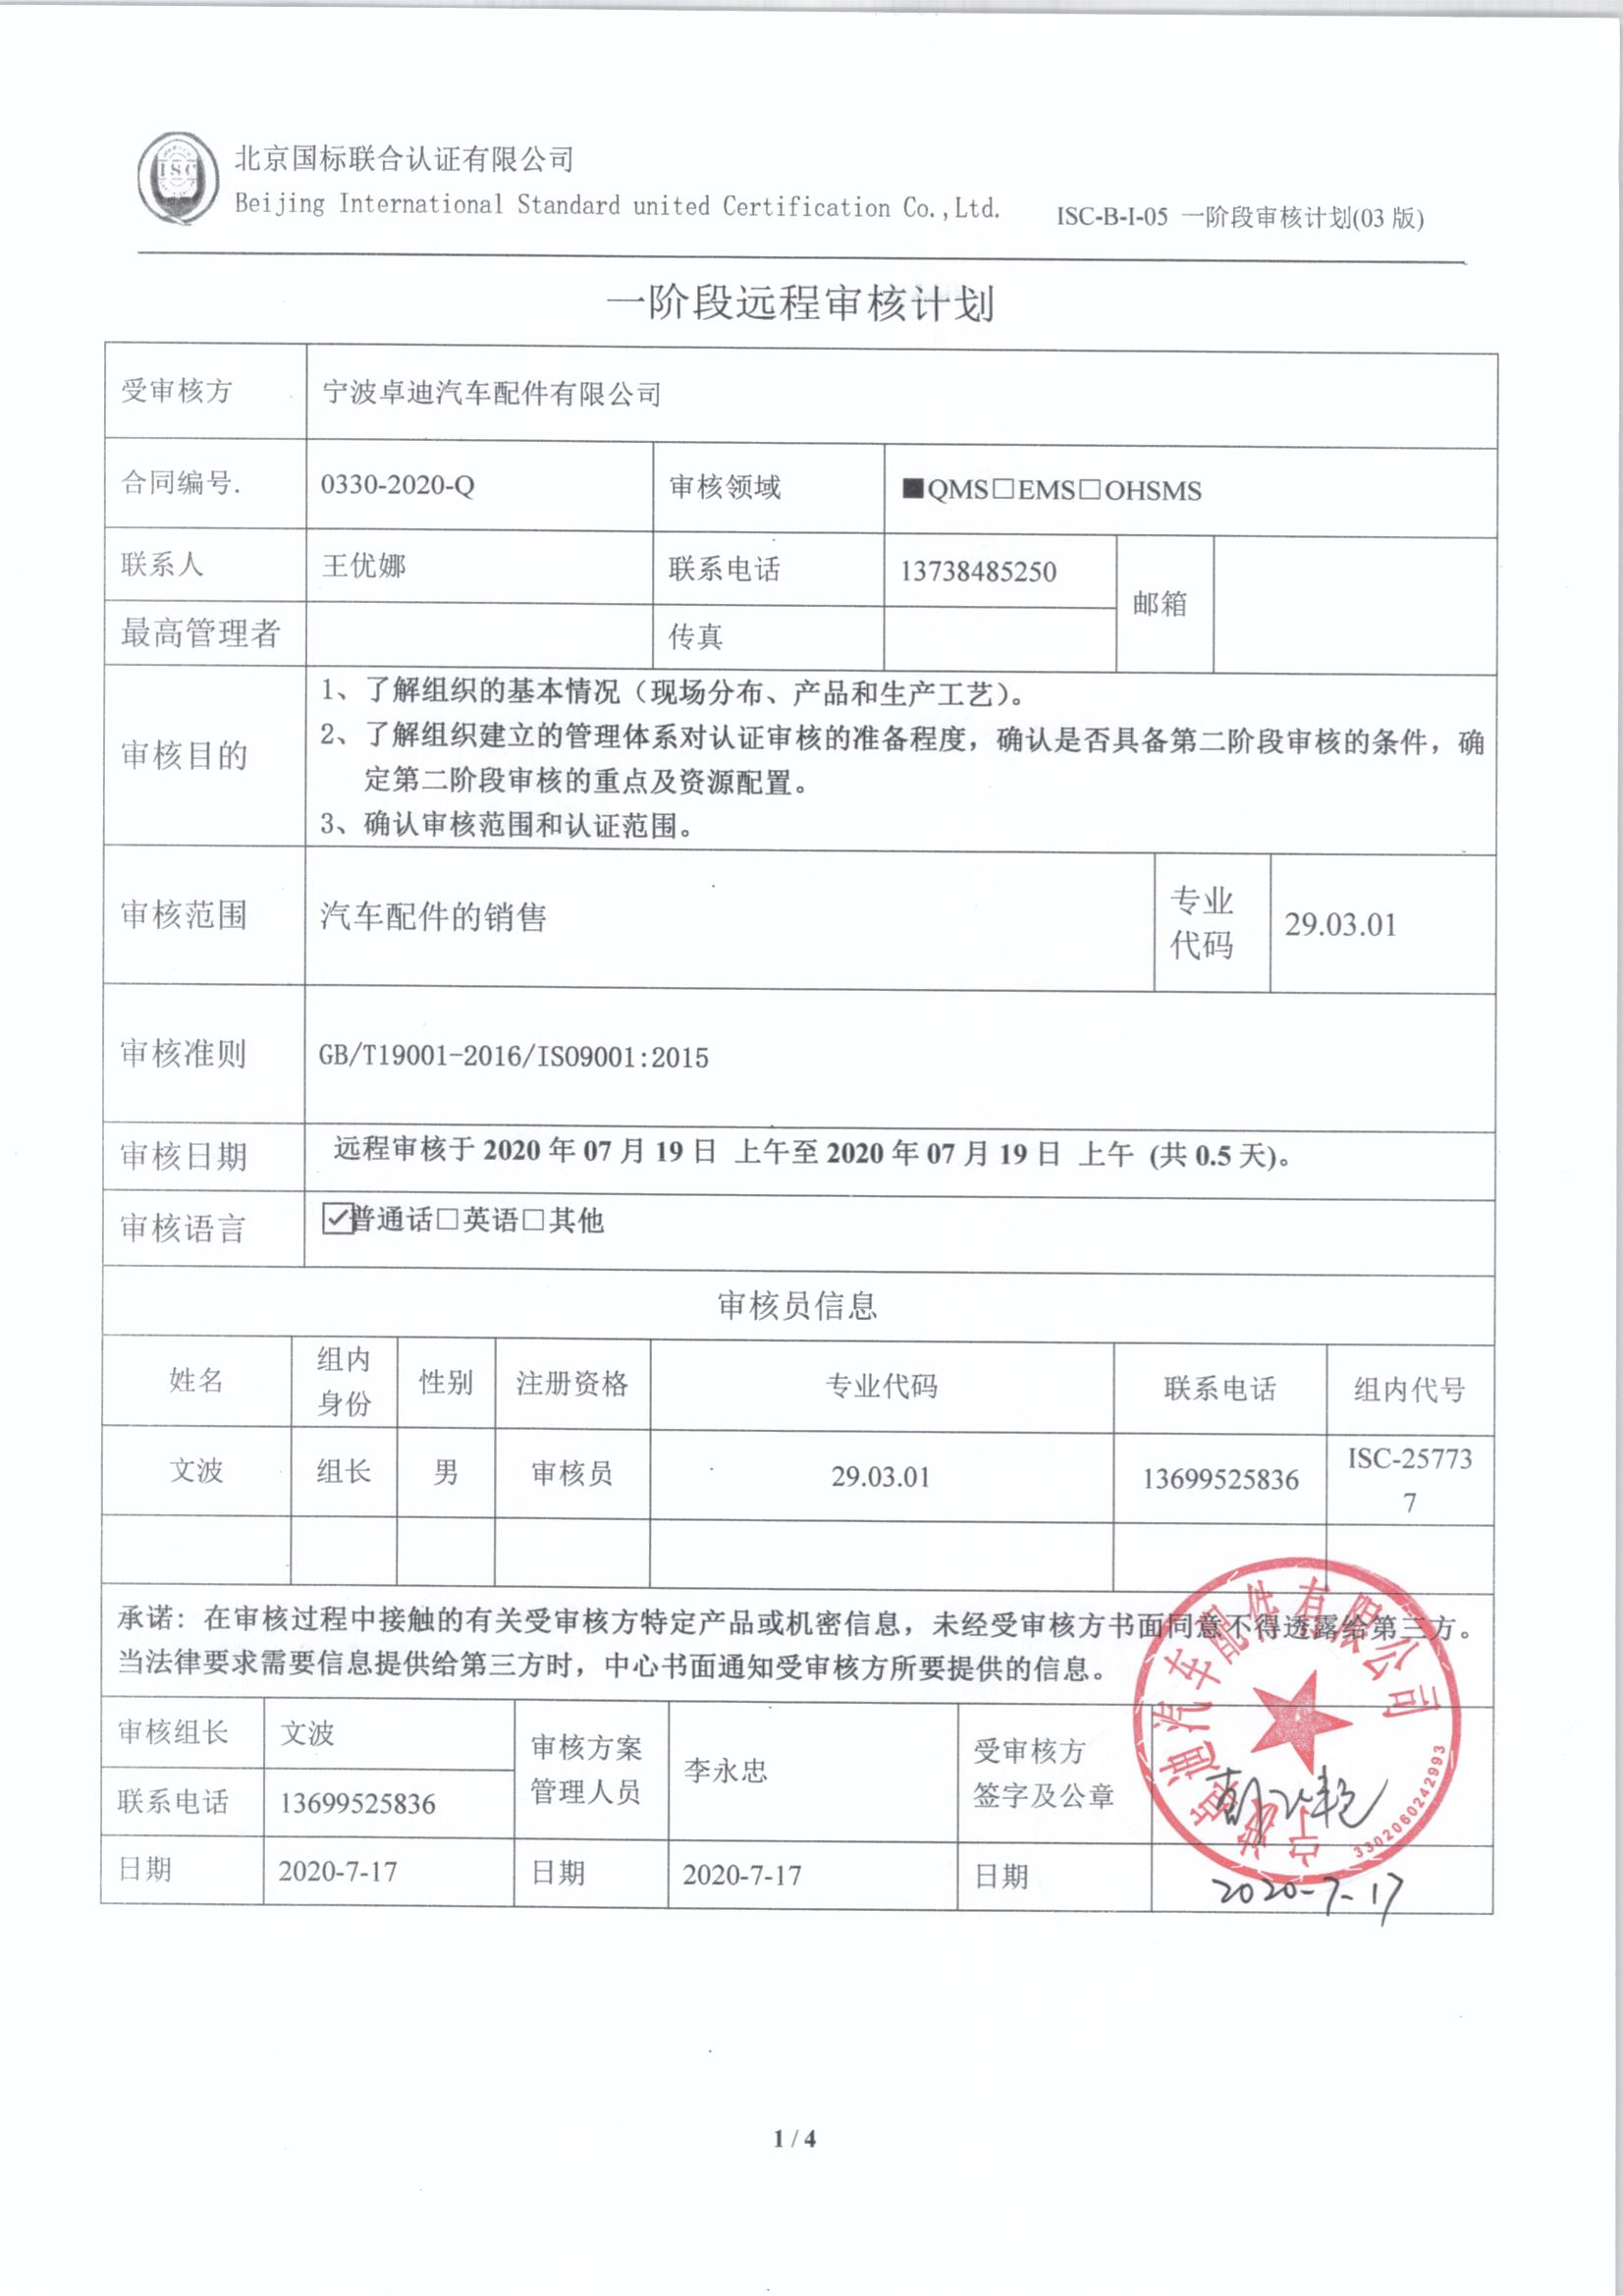 ISC
北京国标联合认证有限公司
Beijing International Standard united Certification Co.,Ltd.
ISC-B-I-05 一阶段审核计划(03 版)
一阶段远程审核计划
受审核方 宁波卓迪汽车配件有限公司
合同编号. 0330-2020-Q 审核领域 ■QMS□EMS□OHSMS
联系人 王优娜 联系电话 13738485250 邮箱
最高管理者 传真
审核目的
1、了解组织的基本情况（现场分布、产品和生产工艺）。
2、了解组织建立的管理体系对认证审核的准备程度，确认是否具备第二阶段审核的条件，确
定第二阶段审核的重点及资源配置。
3、确认审核范围和认证范围。
审核范围 汽车配件的销售 专业
代码 29.03.01
审核准则 GB/T19001-2016/ISO9001:2015
审核日期 远程审核于 2020 年 07 月 19 日 上午至 2020 年 07 月 19 日 上午 (共 0.5 天)。
审核语言 ☑普通话□英语□其他
审核员信息
姓名 组内
身份 性别 注册资格 专业代码 联系电话 组内代号
文波 组长 男 审核员 29.03.01 13699525836 ISC-25773
7
承诺：在审核过程中接触的有关受审核方特定产品或机密信息，未经受审核方书面同意不得透露给第三方。
当法律要求需要信息提供给第三方时，中心书面通知受审核方所要提供的信息。
审核组长 文波 审核方案
管理人员 李永忠 受审核方
签字及公章
联系电话 13699525836
日期 2020-7-17 日期 2020-7-17 日期 2020-7-17
宁波卓迪汽车配件有限公司
3302060242993
1 / 4